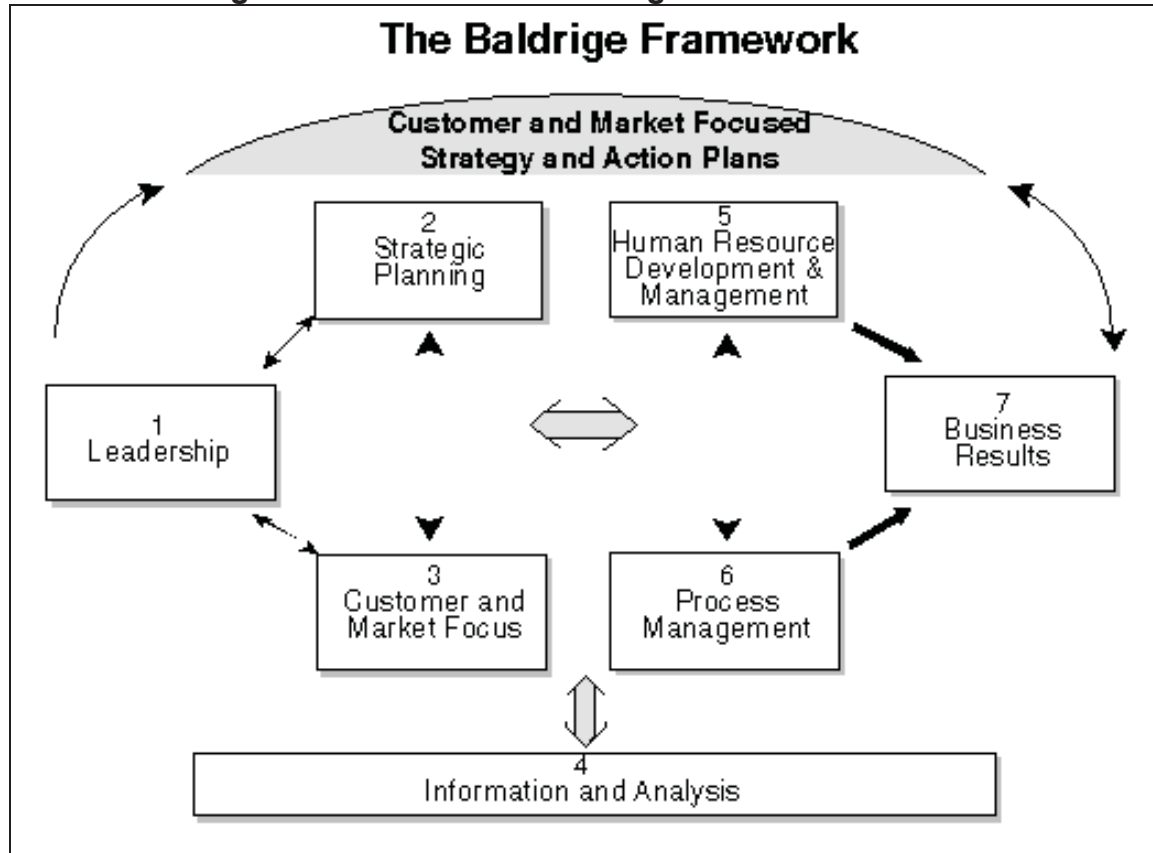 The Baldrige Framework
Customer and Market Focused
Strategy and Action Plans
2
Strategic
Planning
5
Human Resource
Development &
Management
1
Leadership
7
Business
Results
3
Customer and
Market Focus
6
Process
Management
4
Information and Analysis